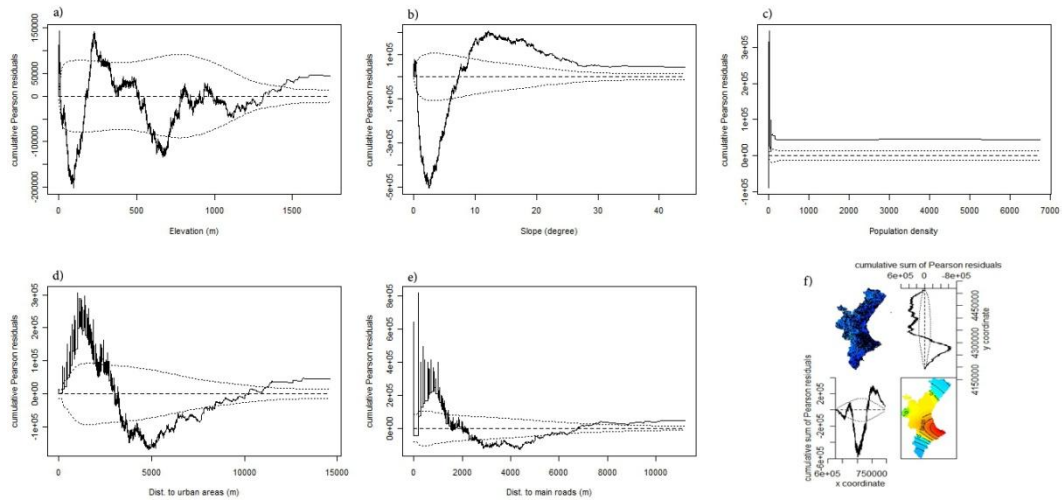 a)
cumulative Pearson residuals
150000
50000
0
-100000
-200000
0
500
1000
1500
Elevation (m)
b)
cumulative Pearson residuals
1e+05
-1e+05
-3e+05
-5e+05
0
10
20
30
40
Slope (degree)
c)
cumulative Pearson residuals
3e+05
2e+05
1e+05
0e+00
-1e+05
0
1000
2000
3000
4000
5000
6000
7000
Population density
d)
cumulative Pearson residuals
3e+05
2e+05
1e+05
0e+00
-1e+05
0
5000
10000
15000
Dist. to urban areas (m)
e)
cumulative Pearson residuals
8e+05
6e+05
4e+05
2e+05
0e+00
0
2000
4000
6000
8000
10000
Dist. to main roads (m)
f)
cumulative sum of Pearson residuals
6e+05
0
-8e+05
4450000
4300000
4150000
y coordinate
cumulative sum of Pearson residuals
2e+05
-2e+05
-6e+05
750000
x coordinate